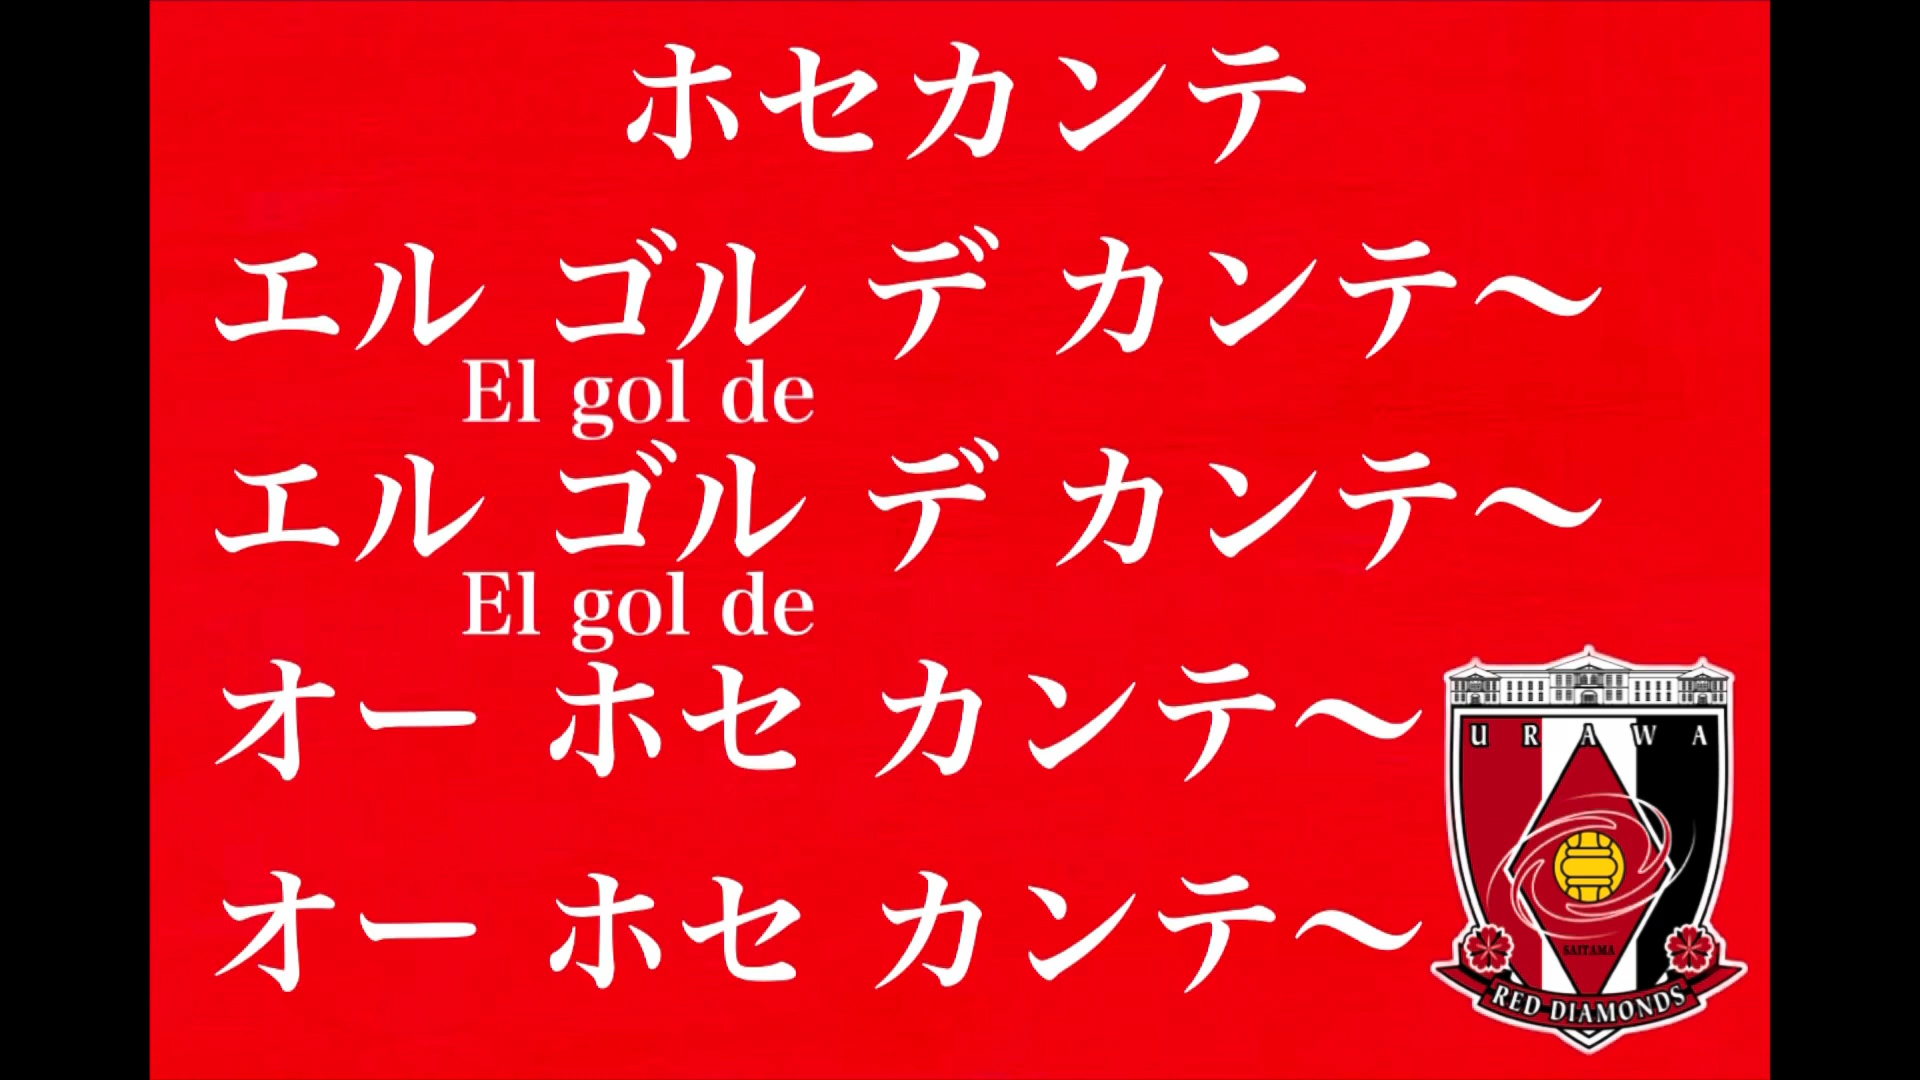 ホセカンテ
エル ゴル デ カンテ〜
El gol de
エル ゴル デ カンテ〜
El gol de
オー ホセ カンテ〜
オー ホセ カンテ〜
URAWA
SAITAMA
RED DIAMONDS